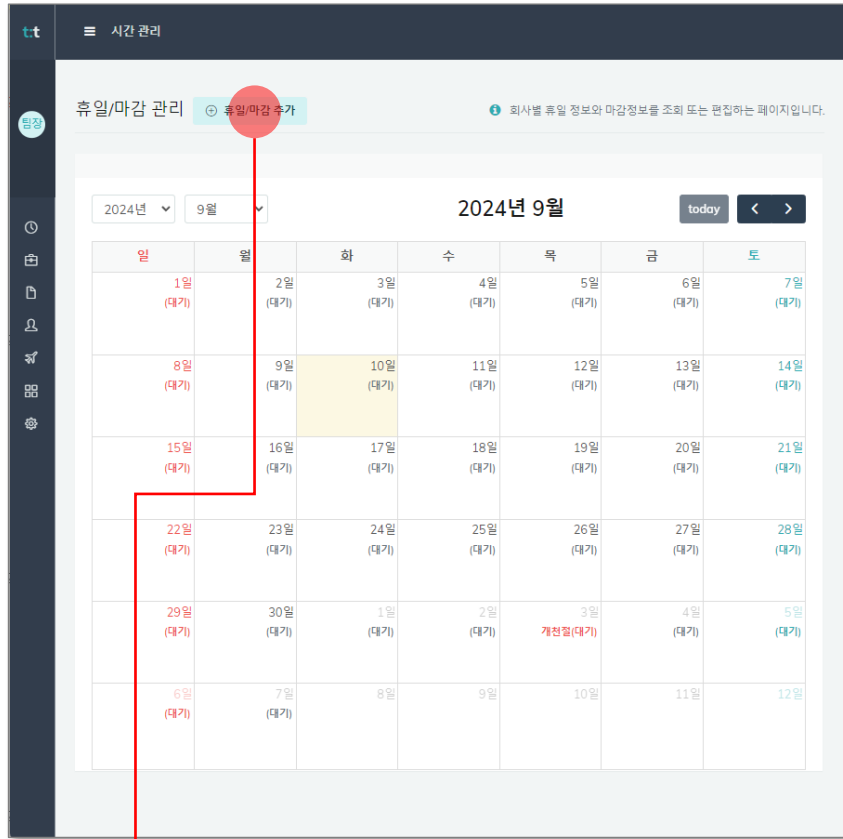 t:t 시간 관리
팀장
휴일/마감 관리 휴일/마감 추가 회사별 휴일 정보와 마감정보를 조회 또는 편집하는 페이지입니다.
2024년 9월 2024년 9월 today
일 월 화 수 목 금 토
1일 2일 3일 4일 5일 6일 7일
(대기) (대기) (대기) (대기) (대기) (대기) (대기)
8일 9일 10일 11일 12일 13일 14일
(대기) (대기) (대기) (대기) (대기) (대기) (대기)
15일 16일 17일 18일 19일 20일 21일
(대기) (대기) (대기) (대기) (대기) (대기) (대기)
22일 23일 24일 25일 26일 27일 28일
(대기) (대기) (대기) (대기) (대기) (대기) (대기)
29일 30일 1일 2일 3일 4일 5일
(대기) (대기) (대기) (대기) 개천절(대기) (대기) (대기)
6일 7일 8일 9일 10일 11일 12일
(대기) (대기)